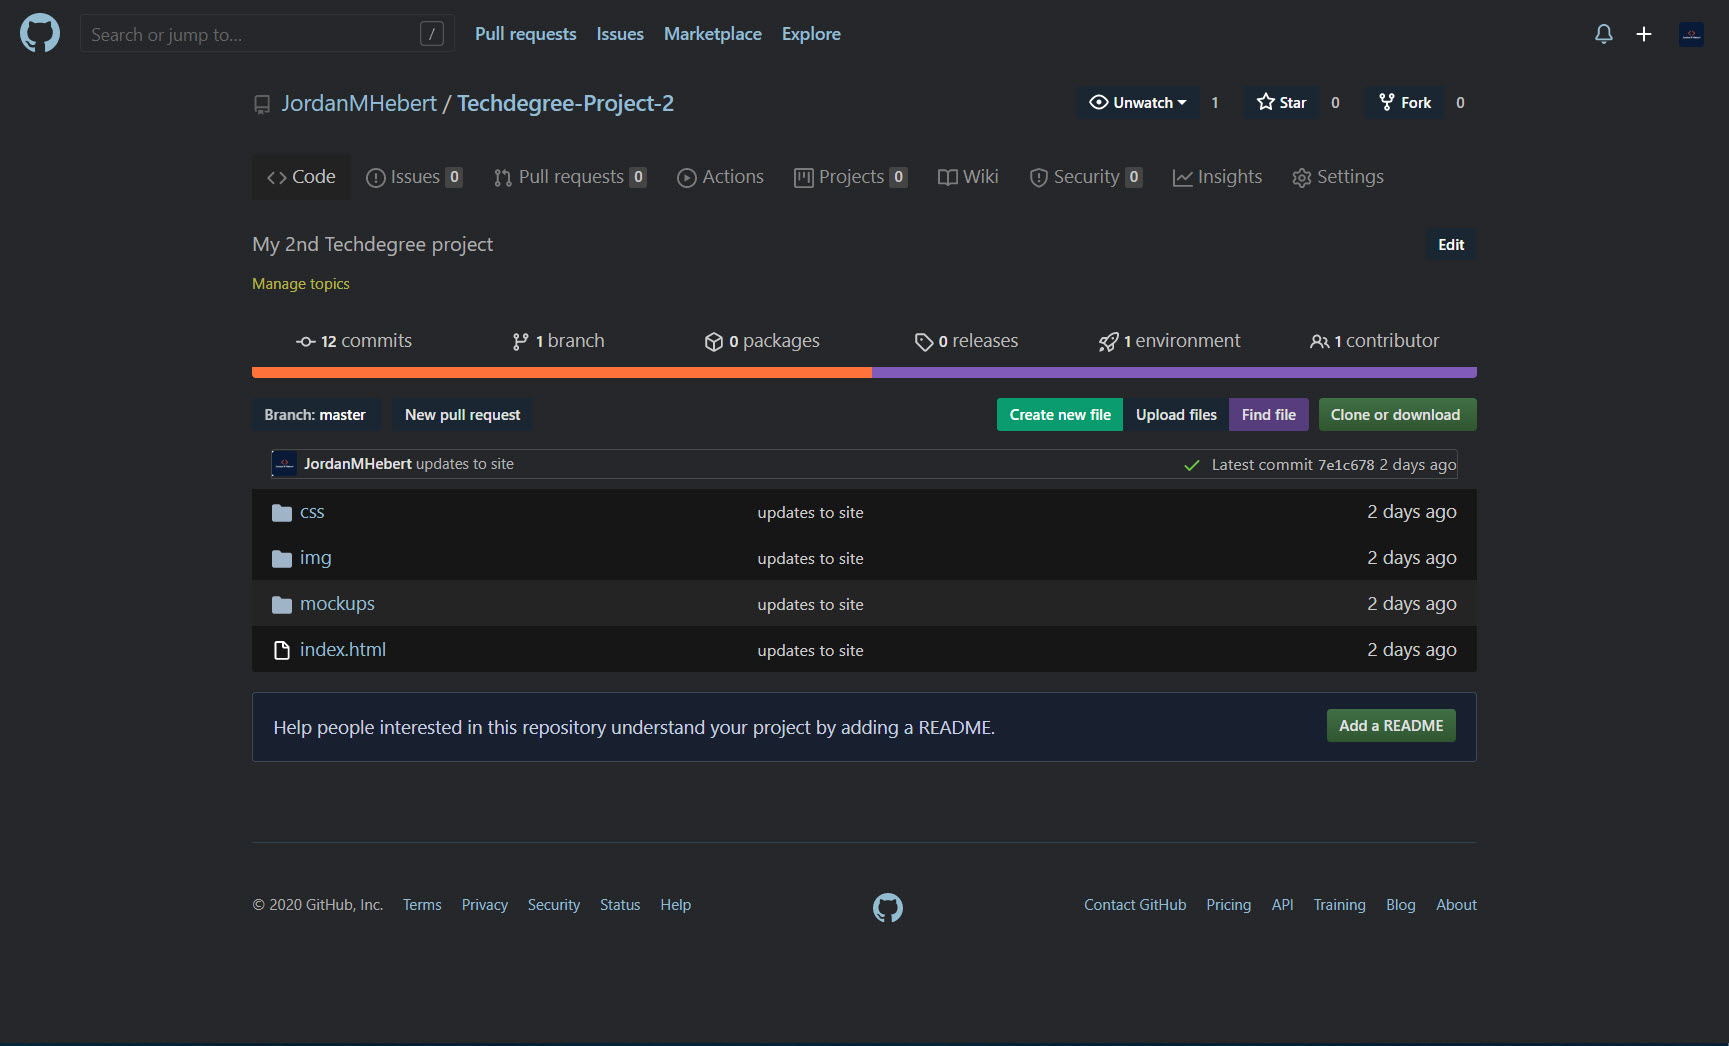 Search or jump to... / Pull requests Issues Marketplace Explore
JordanMHebert / Techdegree-Project-2 Unwatch 1 Star 0 Fork 0
Code Issues 0 Pull requests 0 Actions Projects 0 Wiki Security 0 Insights Settings
My 2nd Techdegree project Edit
Manage topics
12 commits 1 branch 0 packages 0 releases 1 environment 1 contributor
Branch: master New pull request Create new file Upload files Find file Clone or download
JordanMHebert updates to site Latest commit 7e1c678 2 days ago
css updates to site 2 days ago
img updates to site 2 days ago
mockups updates to site 2 days ago
index.html updates to site 2 days ago
Help people interested in this repository understand your project by adding a README. Add a README
© 2020 GitHub, Inc. Terms Privacy Security Status Help Contact GitHub Pricing API Training Blog About